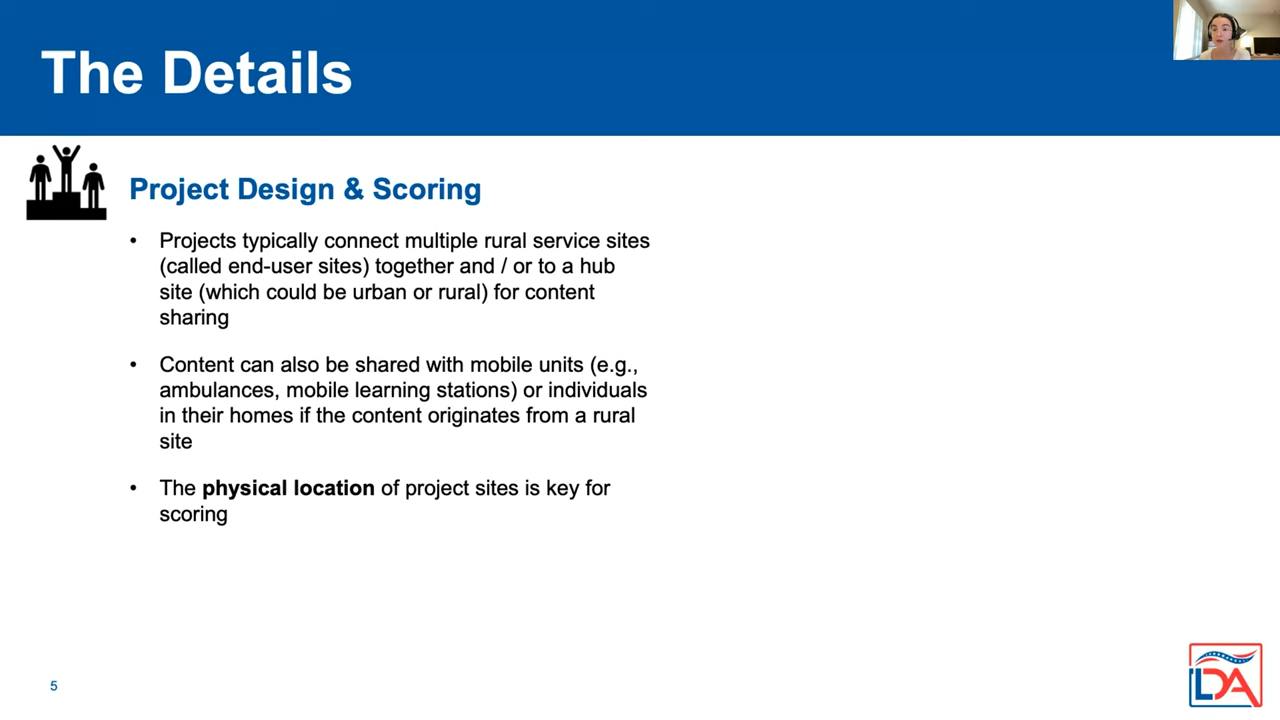 The Details
Project Design & Scoring
• Projects typically connect multiple rural service sites
(called end-user sites) together and / or to a hub
site (which could be urban or rural) for content
sharing
• Content can also be shared with mobile units (e.g.,
ambulances, mobile learning stations) or individuals
in their homes if the content originates from a rural
site
• The physical location of project sites is key for
scoring
5
LDA